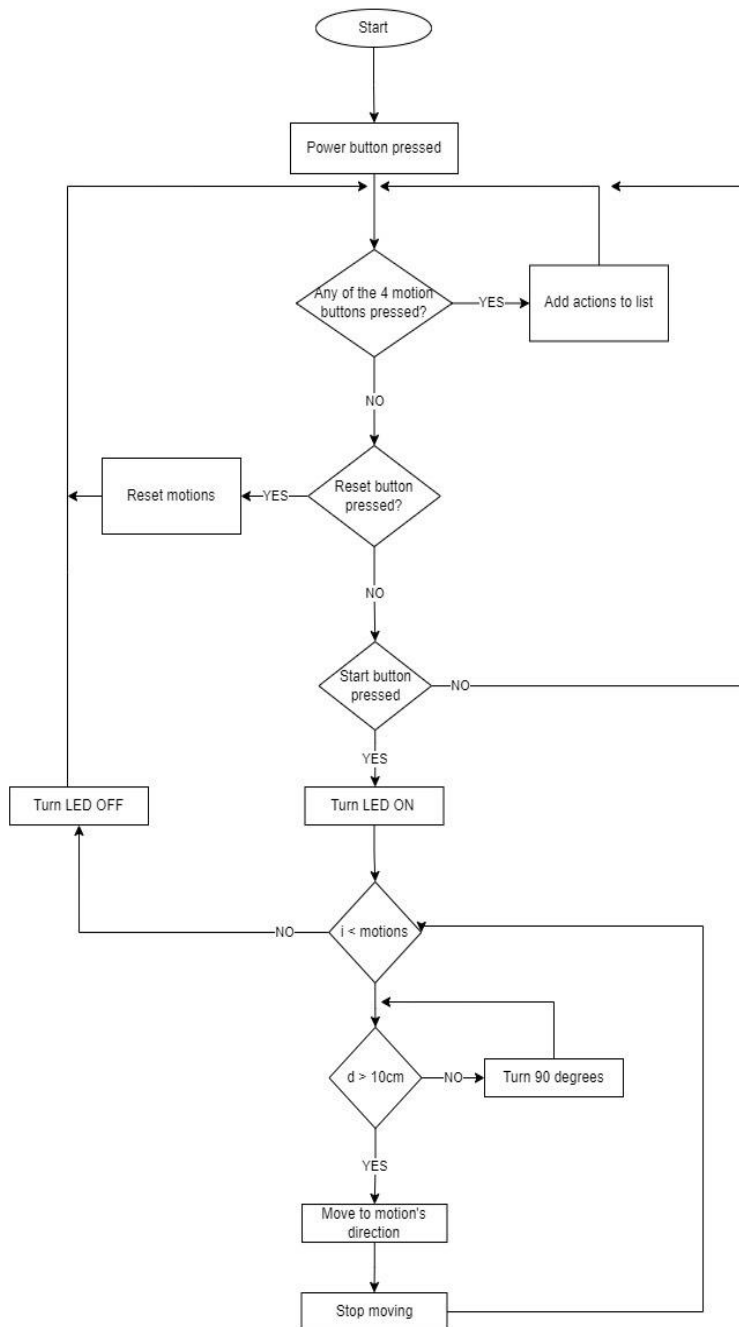 Start
Power button pressed
Any of the 4 motion
buttons pressed?
YES
Add actions to list
NO
Reset motions
YES
Reset button
pressed?
NO
Start button
pressed
NO
YES
Turn LED OFF
Turn LED ON
NO
i < motions
d > 10cm
NO
Turn 90 degrees
YES
Move to motion's
direction
Stop moving